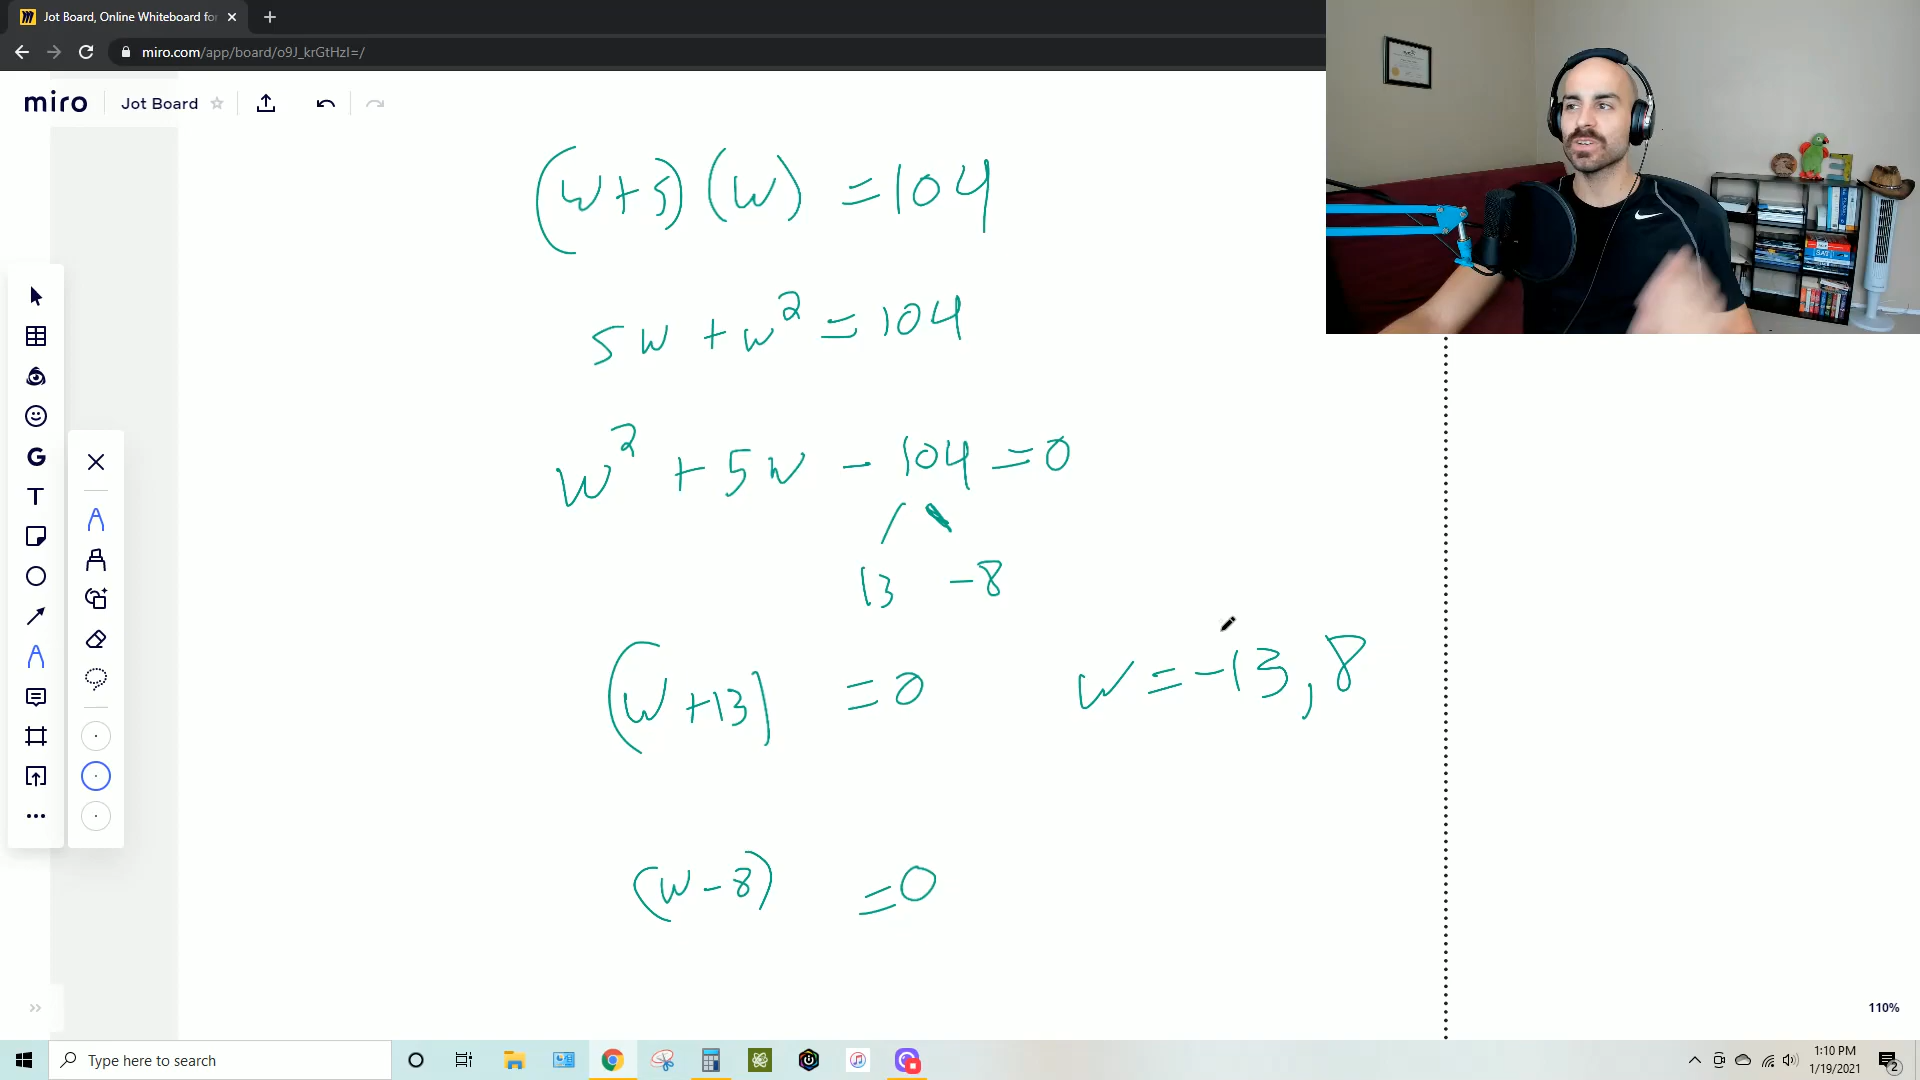 Jot Board, Online Whiteboard for
miro.com/app/board/o9J_krGtHzI=/
miro
Jot Board
(w+5)(w) =104
5w +w² =104
w² +5w - 104 =0
13 -8
(w +13) =0
w = -13, 8
(w - 8) =0
110%
Type here to search
1:10 PM
1/19/2021
2